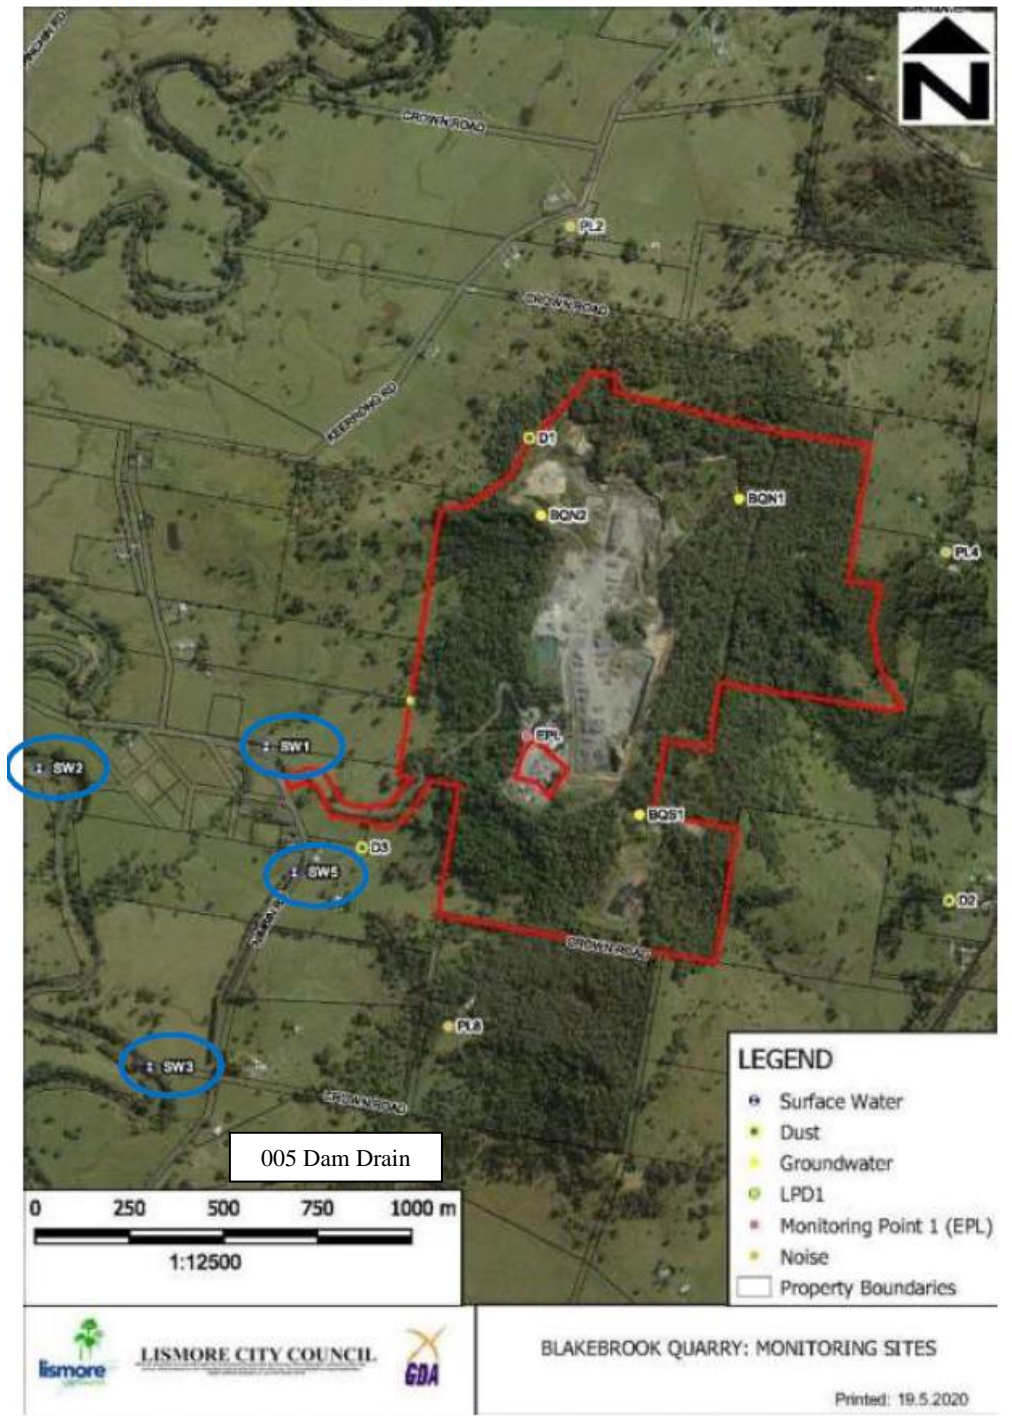 N
CROWN ROAD
PL2
CROWN ROAD
KEERRONG RD
D1
BQN1
BQN2
PL4
EPL
SW1
SW2
BQS1
D3
SW5
D2
CROWN ROAD
PL8
SW3
CROWN ROAD
005 Dam Drain
0 250 500 750 1000 m
1:12500
LEGEND
Surface Water
Dust
Groundwater
LPD1
Monitoring Point 1 (EPL)
Noise
Property Boundaries
lismore
LISMORE CITY COUNCIL
GDA
BLAKEBROOK QUARRY: MONITORING SITES
Printed: 19.5.2020